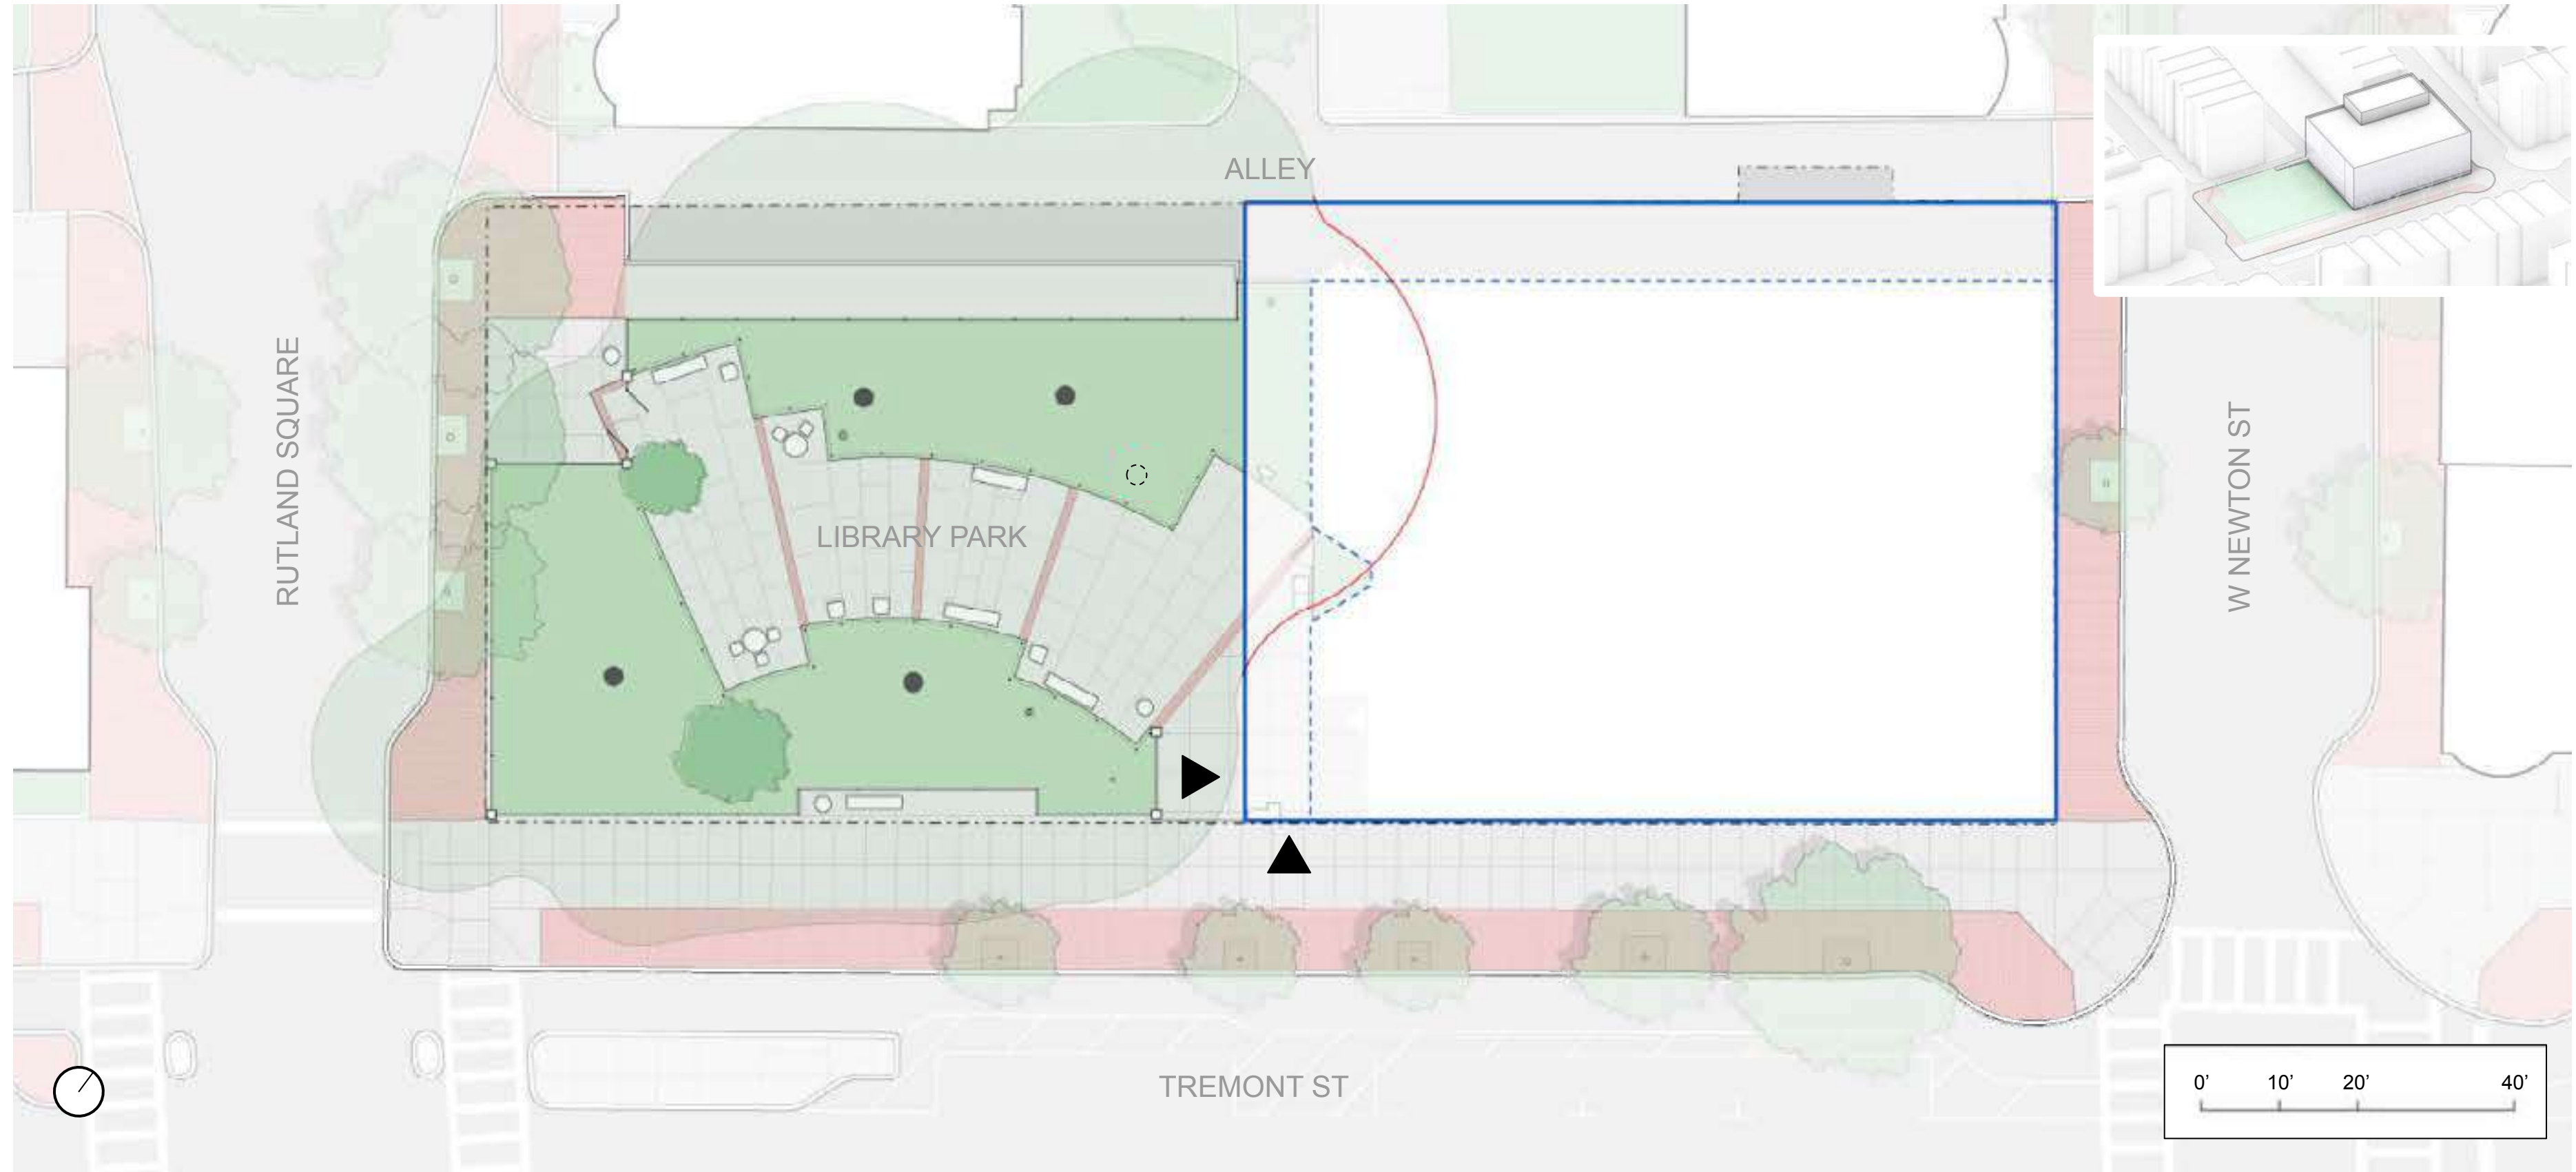 ALLEY
RUTLAND SQUARE
LIBRARY PARK
W NEWTON ST
TREMONT ST
0’ 10’ 20’ 40’